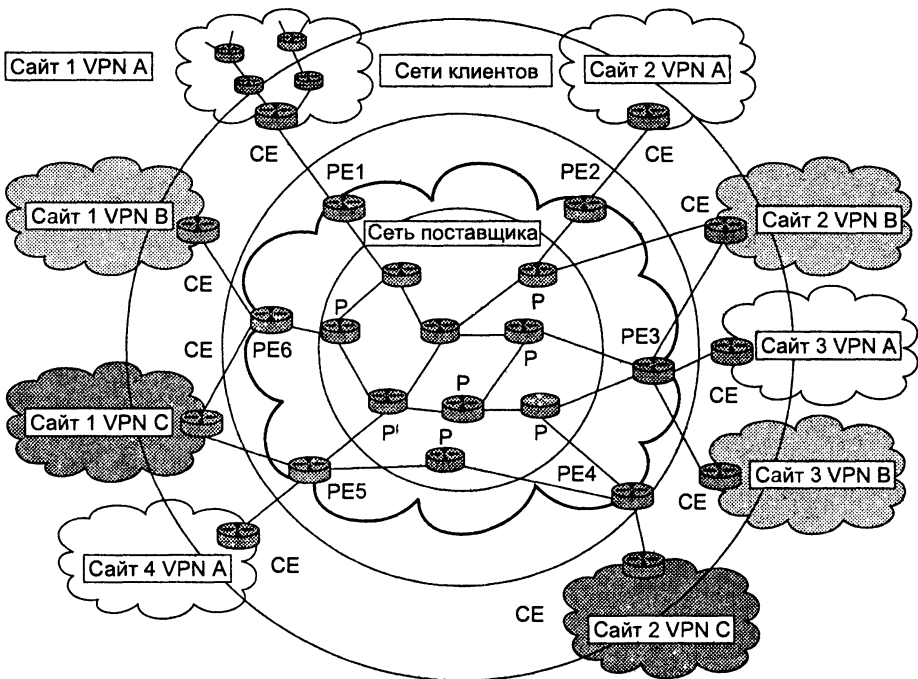 Сайт 1 VPN A
Сети клиентов
Сайт 2 VPN A
CE
CE
PE1
PE2
Сайт 1 VPN B
CE
Сайт 2 VPN B
Сеть поставщика
CE
P
P
CE
PE6
P
PE3
Сайт 3 VPN A
CE
Сайт 1 VPN C
P
P
P
P
PE5
PE4
CE
Сайт 3 VPN B
Сайт 4 VPN A
CE
CE
Сайт 2 VPN C